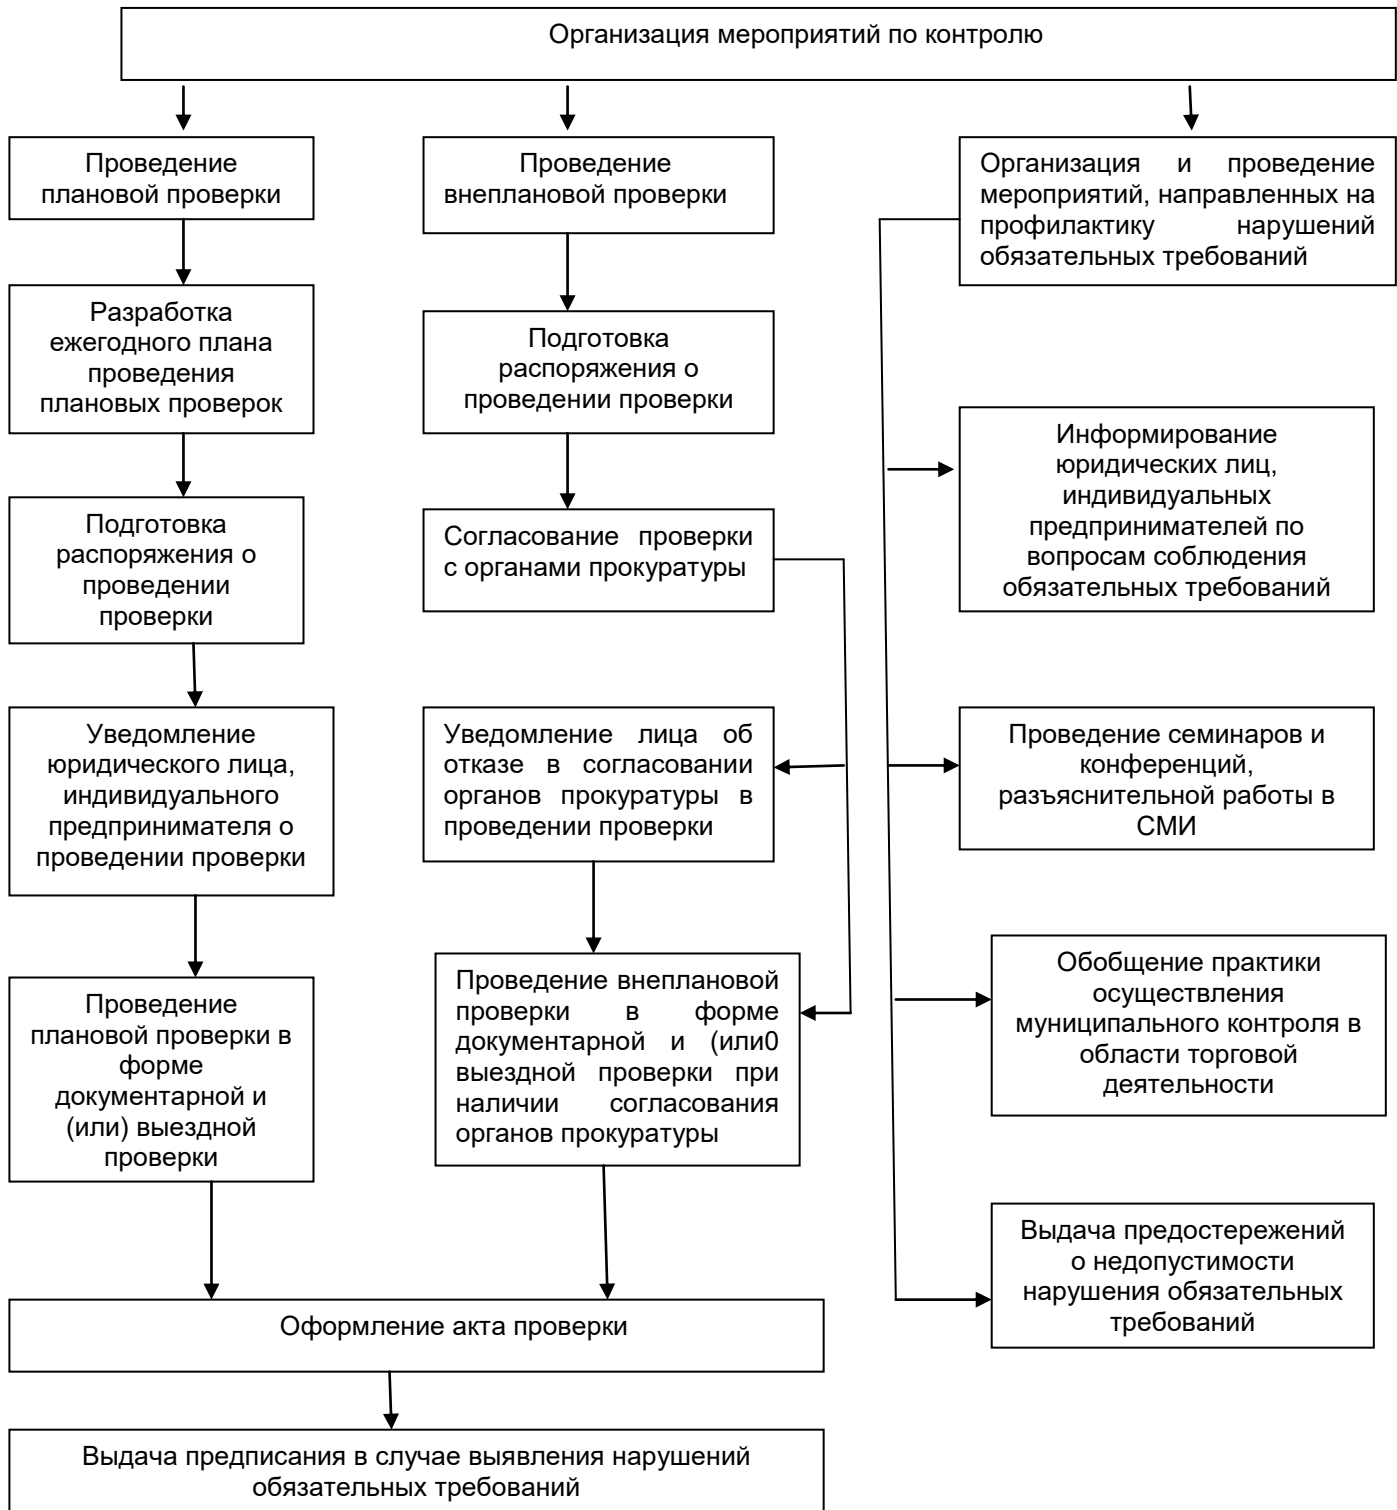 Организация мероприятий по контролю
Проведение
плановой проверки
Разработка
ежегодного плана
проведения
плановых проверок
Подготовка
распоряжения о
проведении
проверки
Уведомление
юридического лица,
индивидуального
предпринимателя о
проведении проверки
Проведение
плановой проверки в
форме
документарной и
(или) выездной
проверки
Проведение
внеплановой проверки
Подготовка
распоряжения о
проведении проверки
Согласование проверки
с органами прокуратуры
Уведомление лица об
отказе в согласовании
органов прокуратуры в
проведении проверки
Проведение внеплановой
проверки в форме
документарной и (или0
выездной проверки при
наличии согласования
органов прокуратуры
Организация и проведение
мероприятий, направленных на
профилактику нарушений
обязательных требований
Информирование
юридических лиц,
индивидуальных
предпринимателей по
вопросам соблюдения
обязательных требований
Проведение семинаров и
конференций,
разъяснительной работы в
СМИ
Обобщение практики
осуществления
муниципального контроля в
области торговой
деятельности
Выдача предостережений
о недопустимости
нарушения обязательных
требований
Оформление акта проверки
Выдача предписания в случае выявления нарушений
обязательных требований